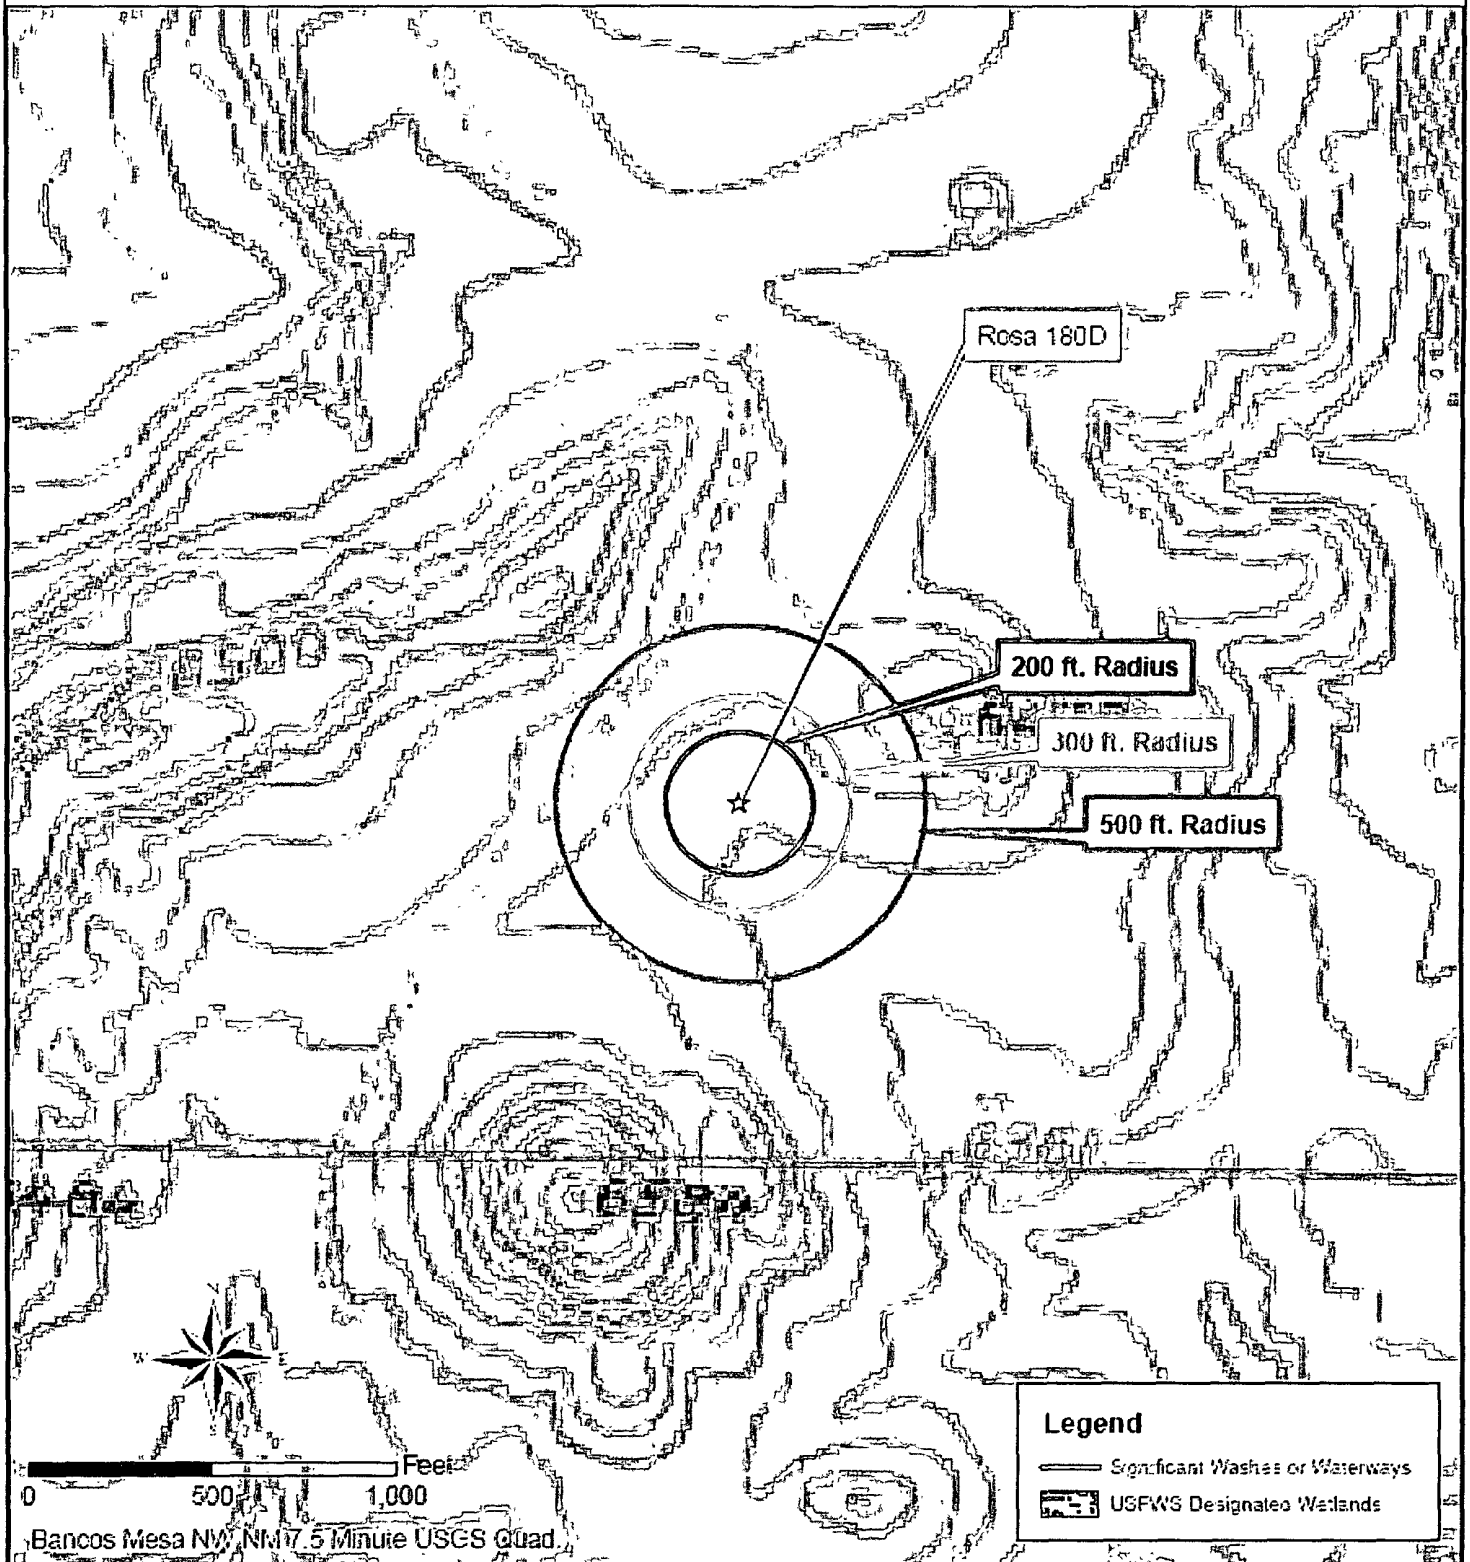 Rosa 180D
200 ft. Radius
300 ft. Radius
500 ft. Radius
N
W
E
S
Legend
Significant Washes or Waterways
USFWS Designated Wetlands
Feet
0 500 1,000
Bancos Mesa NW, NM 7.5 Minute USGS Quad.